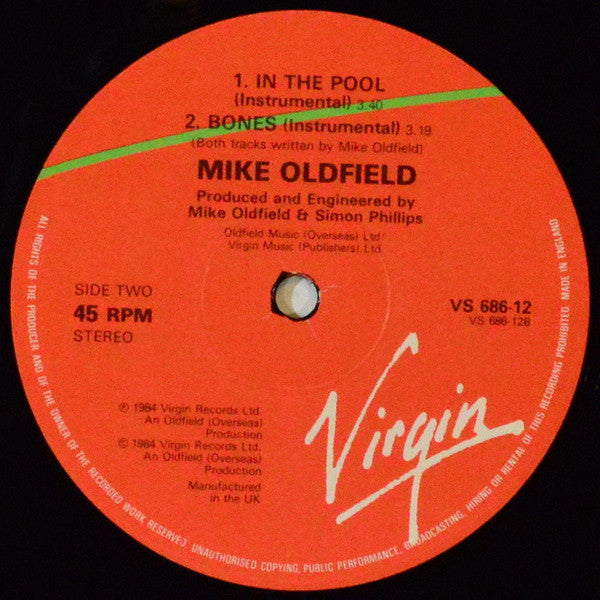 1. IN THE POOL
(Instrumental) 3.40
2. BONES (Instrumental) 3.19
(Both tracks written by Mike Oldfield)
MIKE OLDFIELD
Produced and Engineered by
Mike Oldfield & Simon Phillips
Oldfield Music (Overseas) Ltd
Virgin Music (Publishers) Ltd.
SIDE TWO
45 RPM
STEREO
VS 686-12
VS 686-12B
℗ 1984 Virgin Records Ltd.
An Oldfield (Overseas)
Production
© 1984 Virgin Records Ltd.
An Oldfield (Overseas)
Production
Manufactured
in the UK
Virgin
ALL RIGHTS OF THE PRODUCER AND OF THE OWNER OF THE RECORDED WORK RESERVED. UNAUTHORISED COPYING, PUBLIC PERFORMANCE, BROADCASTING, HIRING OR RENTAL OF THIS RECORDING PROHIBITED. MADE IN ENGLAND